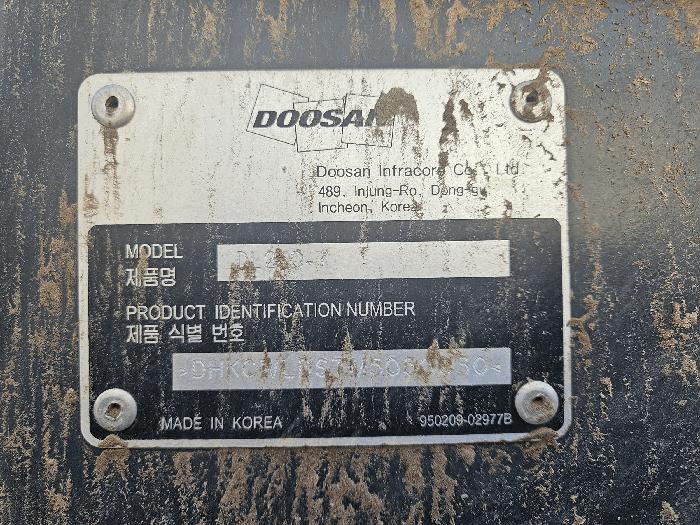 DOOSAN
Doosan Infracore Co., Ltd.
489, Injung-Ro, Dong-gu
Incheon, Korea
MODEL
제품명
PRODUCT IDENTIFICATION NUMBER
제품 식별 번호
MADE IN KOREA
950209-02977B